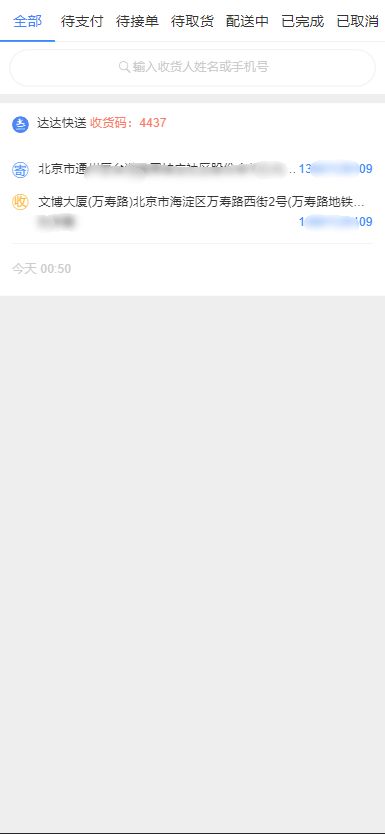 全部 待支付 待接单 待取货 配送中 已完成 已取消
输入收货人姓名或手机号
达达快送 收货码：4437
寄 北京市通州区 … 13 09
收 文博大厦(万寿路)北京市海淀区万寿路西街2号(万寿路地铁…
1 09
今天 00:50